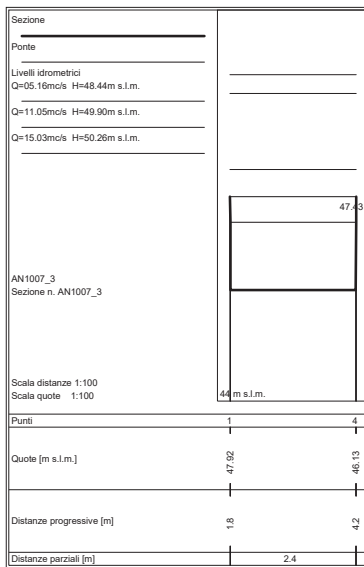 Sezione
Ponte
Livelli idrometrici
Q=05.16mc/s H=48.44m s.l.m.
Q=11.05mc/s H=49.90m s.l.m.
Q=15.03mc/s H=50.26m s.l.m.
47.43
AN1007_3
Sezione n. AN1007_3
Scala distanze 1:100
Scala quote 1:100
44 m s.l.m.
Punti 1 4
Quote [m s.l.m.] 47.92 46.13
Distanze progressive [m] 1.8 4.2
Distanze parziali [m] 2.4